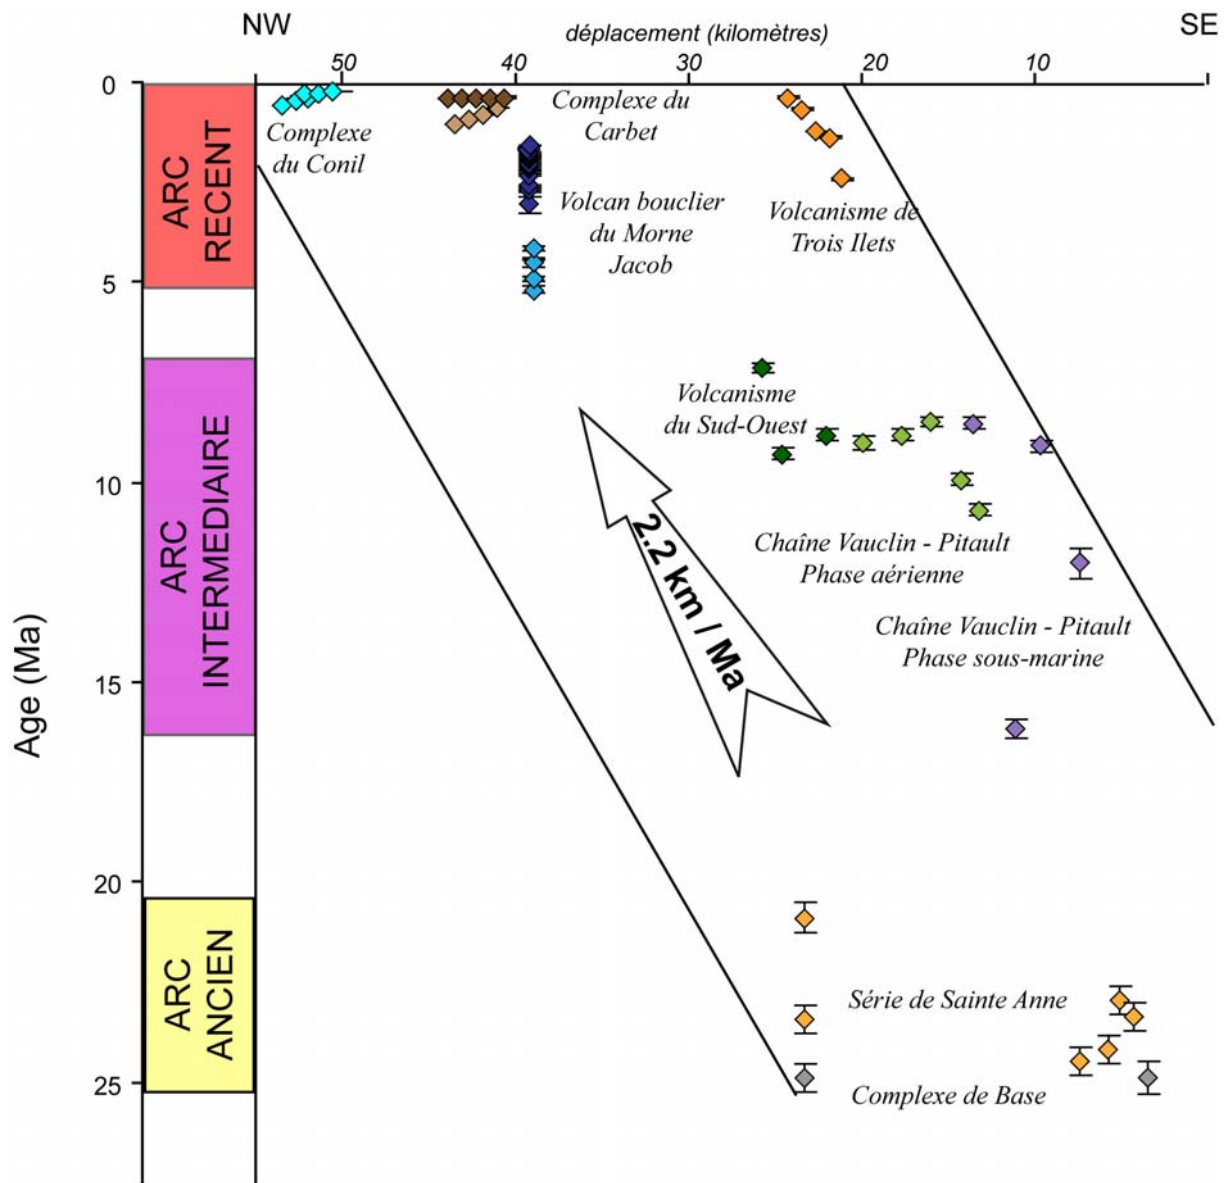 NW
SE
déplacement (kilomètres)
50 40 30 20 10
0
5
10
15
20
25
Age (Ma)
ARC
RECENT
ARC
INTERMEDIAIRE
ARC
ANCIEN
Complexe
du Conil
Complexe du
Carbet
Volcan bouclier
du Morne
Jacob
Volcanisme de
Trois Ilets
Volcanisme
du Sud-Ouest
2.2 km / Ma
Chaîne Vauclin - Pitault
Phase aérienne
Chaîne Vauclin - Pitault
Phase sous-marine
Série de Sainte Anne
Complexe de Base